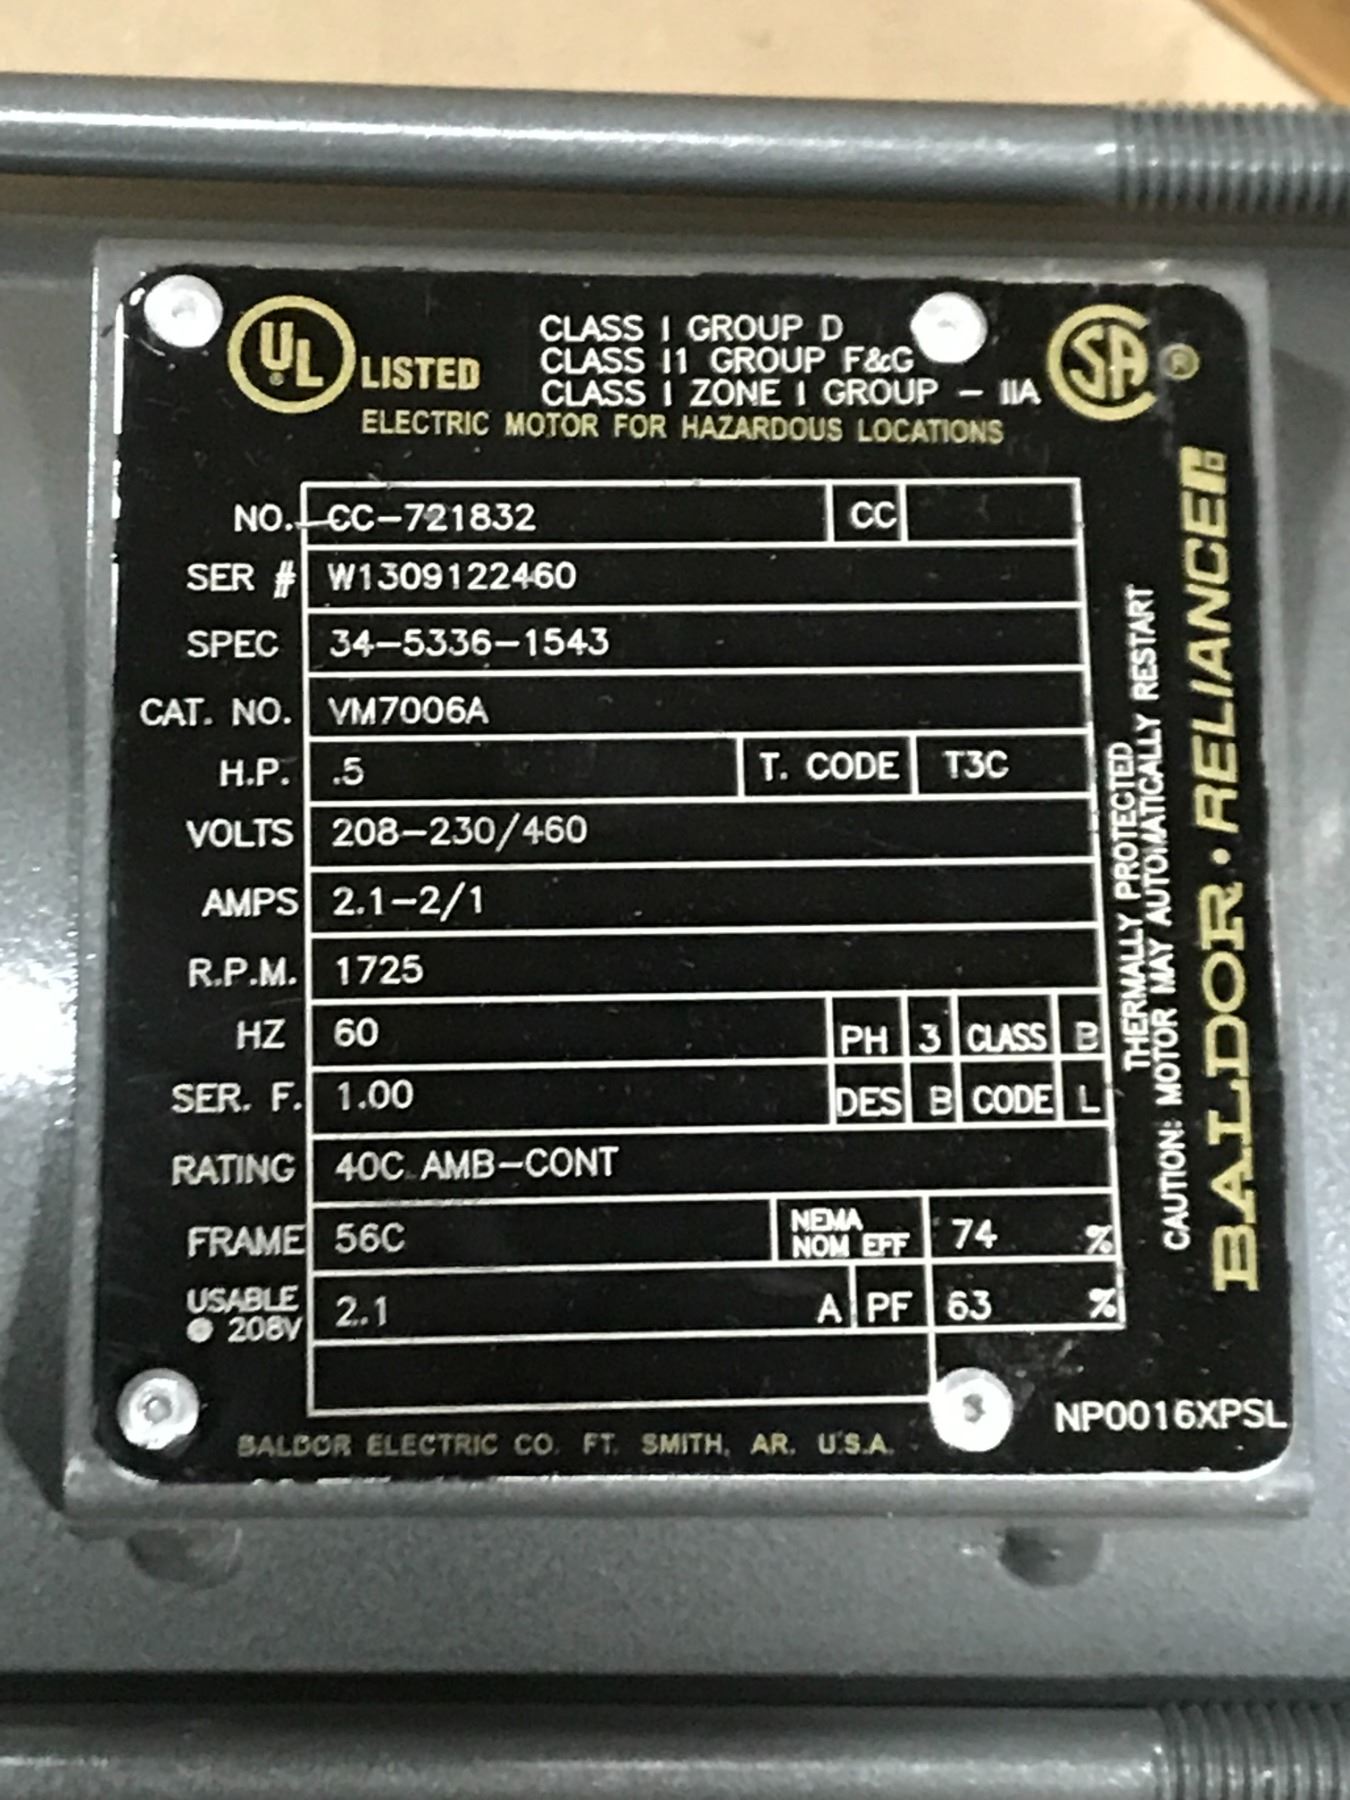 UL LISTED
CLASS I GROUP D
CLASS I1 GROUP F&G
CLASS I ZONE I GROUP - IIA
SA ®
ELECTRIC MOTOR FOR HAZARDOUS LOCATIONS
NO. CC-721832 CC
SER # W1309122460
SPEC 34-5336-1543
CAT. NO. VM7006A
H.P. .5 T. CODE T3C
VOLTS 208-230/460
AMPS 2.1-2/1
R.P.M. 1725
HZ 60 PH 3 CLASS B
SER. F. 1.00 DES B CODE L
RATING 40C AMB-CONT
FRAME 56C NEMA NOM EFF 74 %
USABLE @ 208V 2.1 A PF 63 %
THERMALLY PROTECTED
CAUTION: MOTOR MAY AUTOMATICALLY RESTART
BALDOR · RELIANCE
NP0016XPSL
BALDOR ELECTRIC CO. FT. SMITH, AR. U.S.A.